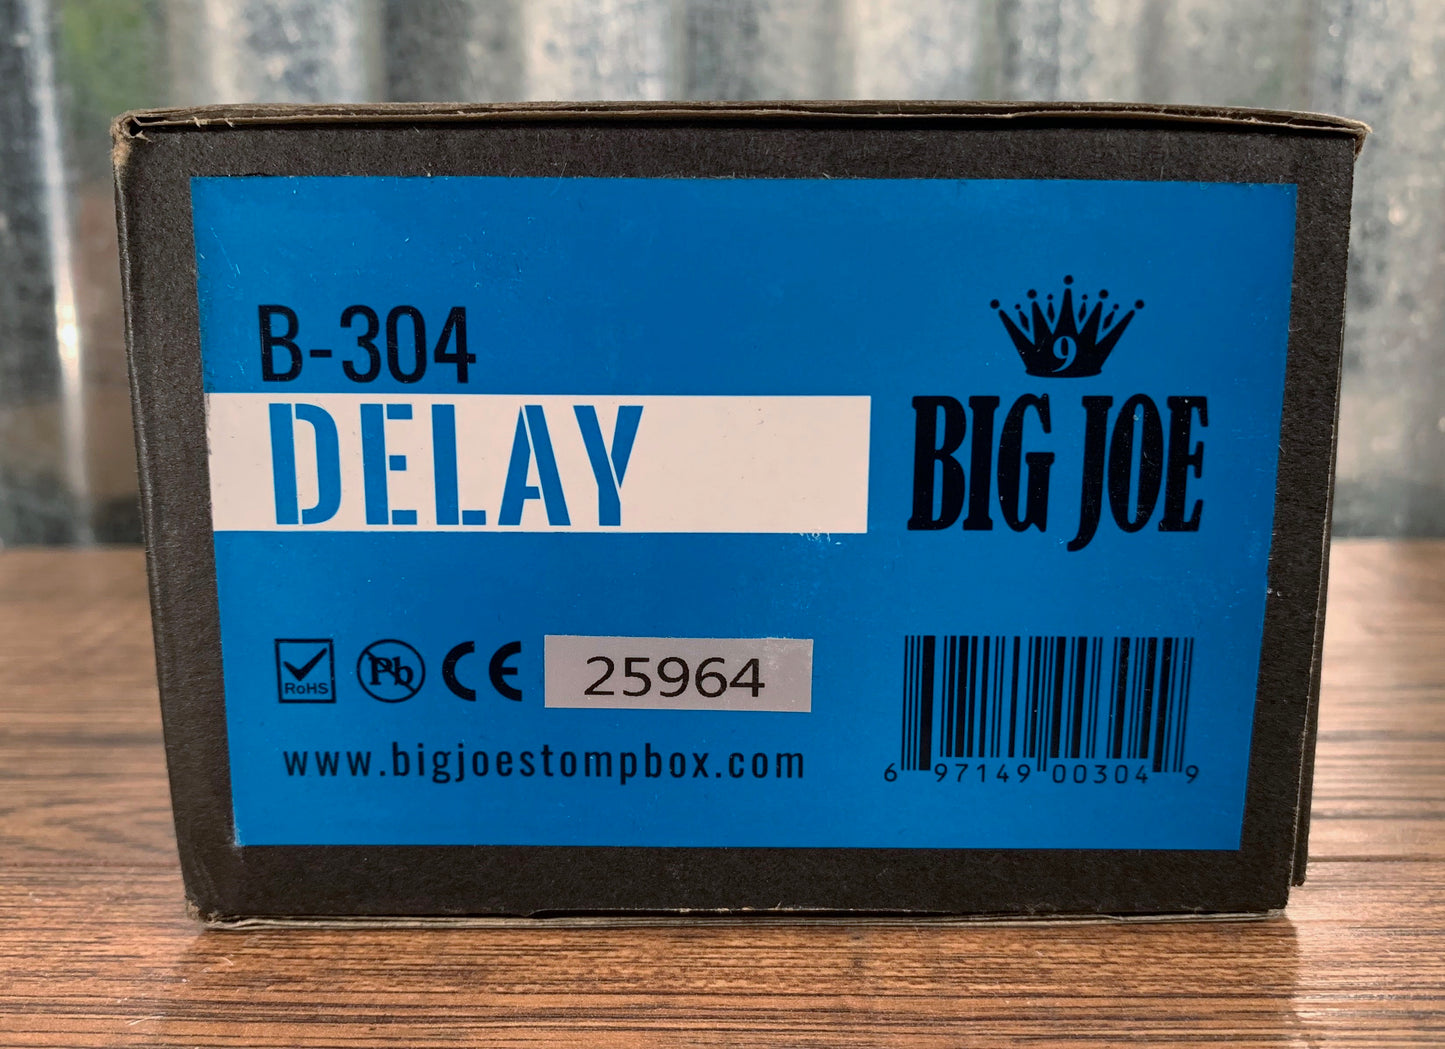 B-304
DELAY
9
BIG JOE
RoHS
Pb
CE
25964
www.bigjoestompbox.com
6 97149 00304 9